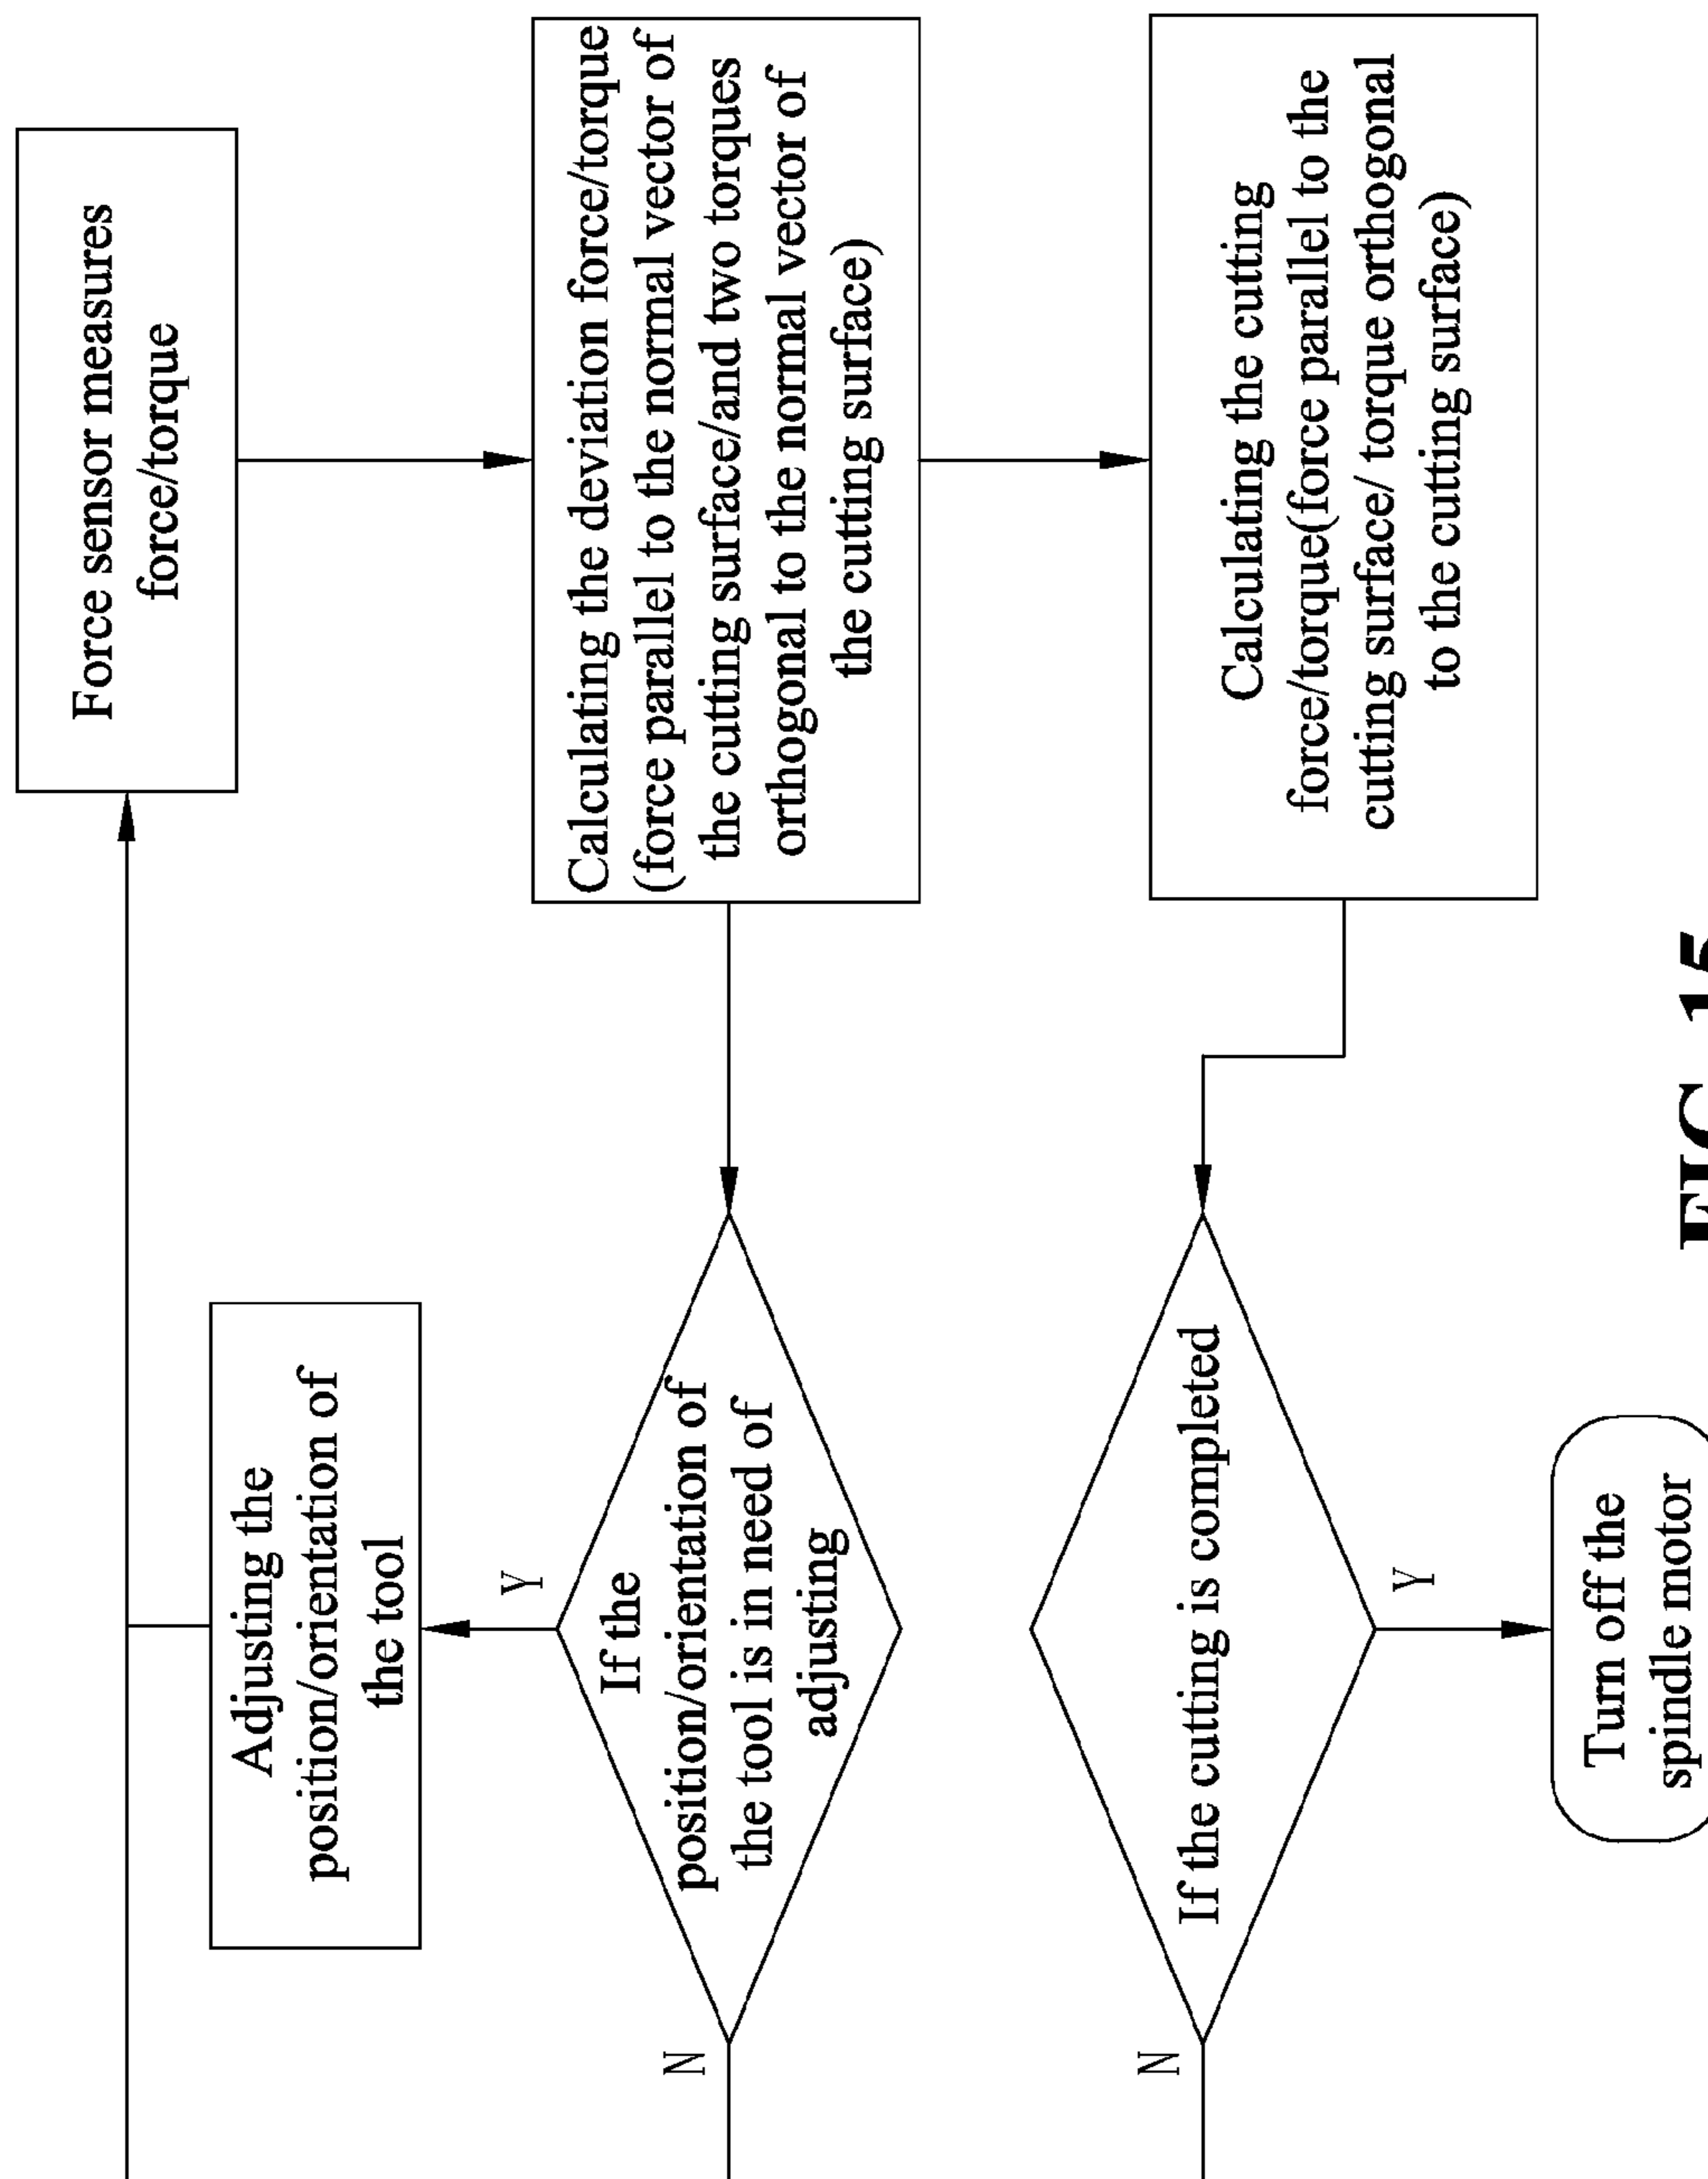 Force sensor measures
force/torque
Calculating the deviation force/torque
(force parallel to the normal vector of
the cutting surface/and two torques
orthogonal to the normal vector of
the cutting surface)
Calculating the cutting
force/torque(force parallel to the
cutting surface/ torque orthogonal
to the cutting surface)
Adjusting the
position/orientation of
the tool
Y
If the
position/orientation of
the tool is in need of
adjusting
N
If the cutting is completed
Y
N
Turn off the
spindle motor
FIG. 15